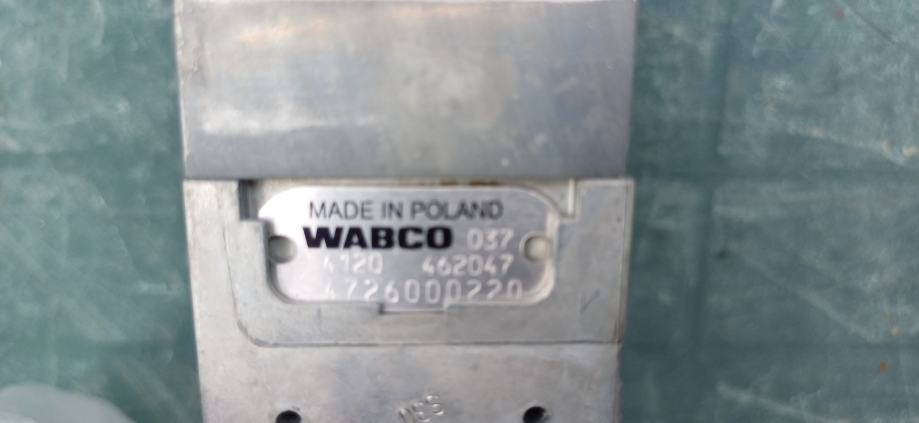 MADE IN POLAND
WABCO 037
4120 462047
4726000220